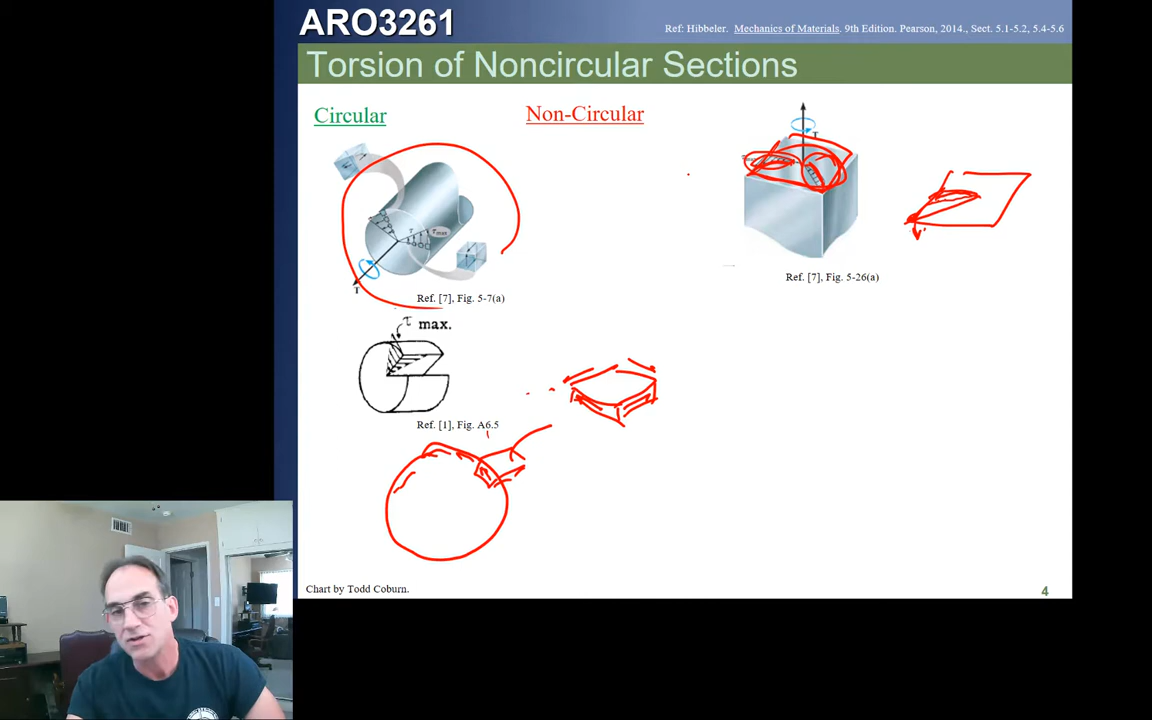 ARO3261
Ref: Hibbeler. Mechanics of Materials. 9th Edition. Pearson, 2014., Sect. 5.1-5.2, 5.4-5.6
Torsion of Noncircular Sections
Circular
Non-Circular
T
τmax
T
T
τmax
Ref. [7], Fig. 5-7(a)
Ref. [7], Fig. 5-26(a)
τ max.
Ref. [1], Fig. A6.5
Chart by Todd Coburn.
4